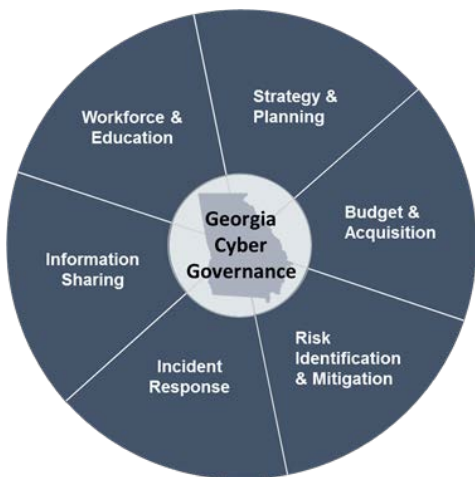 Strategy &
Planning
Budget &
Acquisition
Risk
Identification
& Mitigation
Incident
Response
Information
Sharing
Workforce &
Education
Georgia
Cyber
Governance